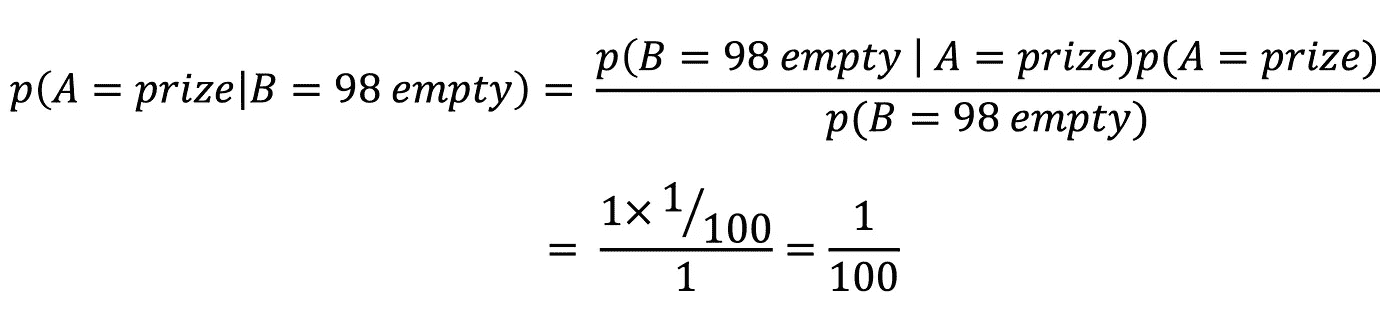 p(A = prize|B = 98 empty) = p(B = 98 empty | A = prize)p(A = prize) / p(B = 98 empty)
= 1× 1/100 / 1 = 1/100